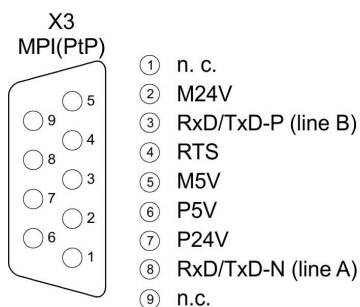 X3
MPI(PtP)
5
9
4
8
3
7
2
6
1
① n. c.
② M24V
③ RxD/TxD-P (line B)
④ RTS
⑤ M5V
⑥ P5V
⑦ P24V
⑧ RxD/TxD-N (line A)
⑨ n.c.